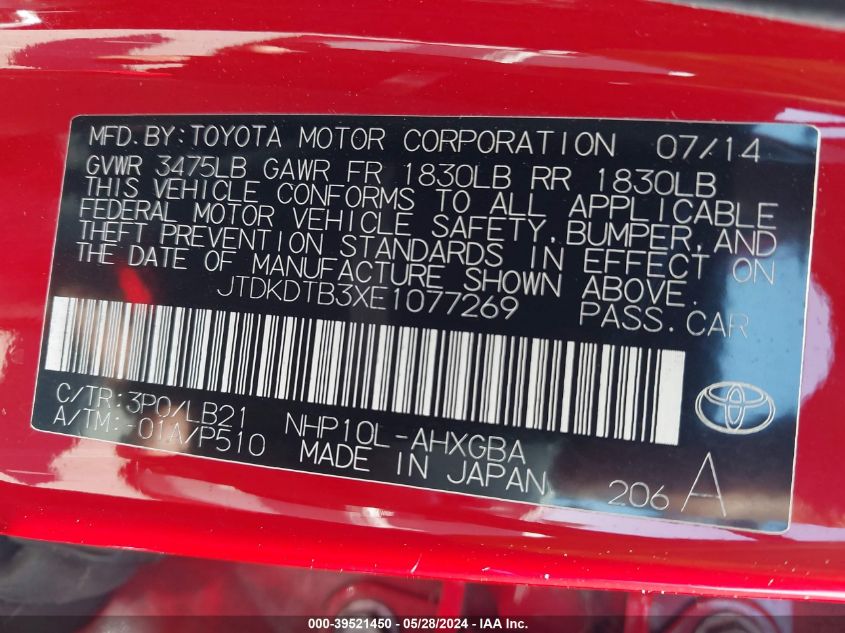 MFD.BY:TOYOTA MOTOR CORPORATION 07/14
GVWR 3475LB GAWR FR 1830LB RR 1830LB
THIS VEHICLE CONFORMS TO ALL APPLICABLE
FEDERAL MOTOR VEHICLE SAFETY,BUMPER,AND
THEFT PREVENTION STANDARDS IN EFFECT ON
THE DATE OF MANUFACTURE SHOWN ABOVE.
JTDKDTB3XE1077269 PASS.CAR
C/TR:3P0/LB21
A/TM:-01A/P510
NHP10L-AHXGBA
MADE IN JAPAN
206 A
000-39521450 / 05/28/2024 - IAA Inc.